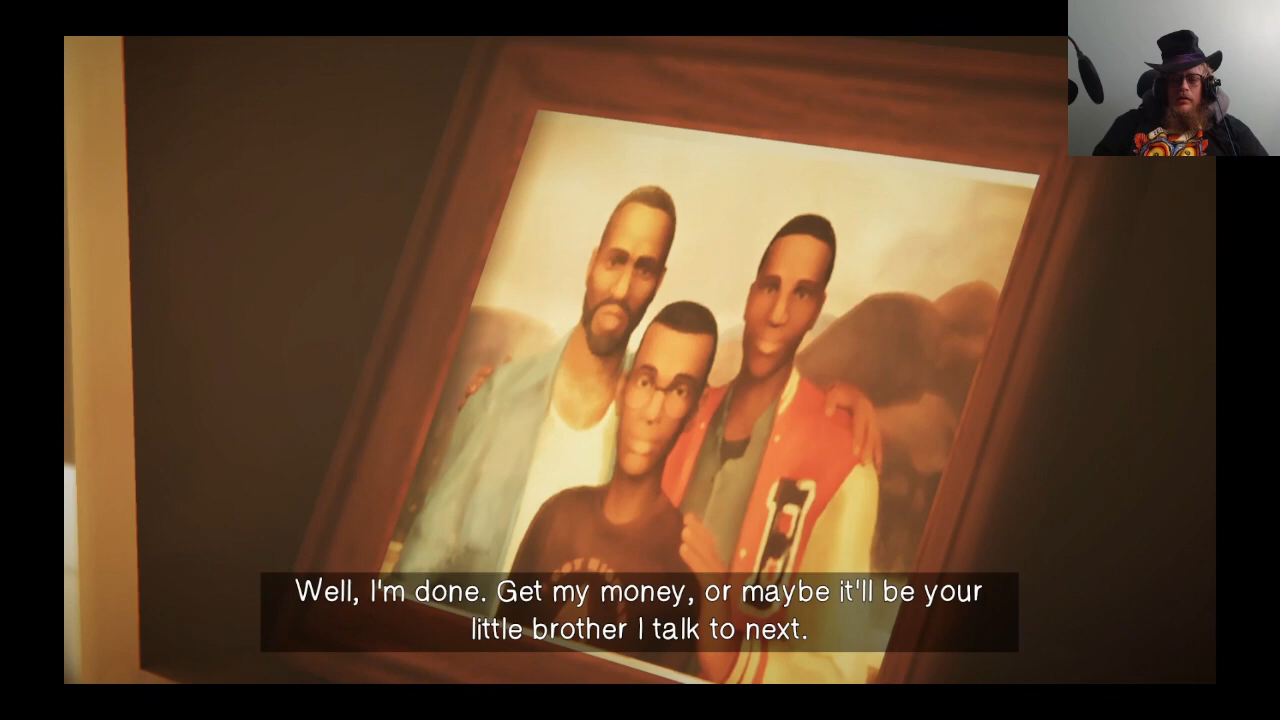 Well, I'm done. Get my money, or maybe it'll be your
little brother I talk to next.